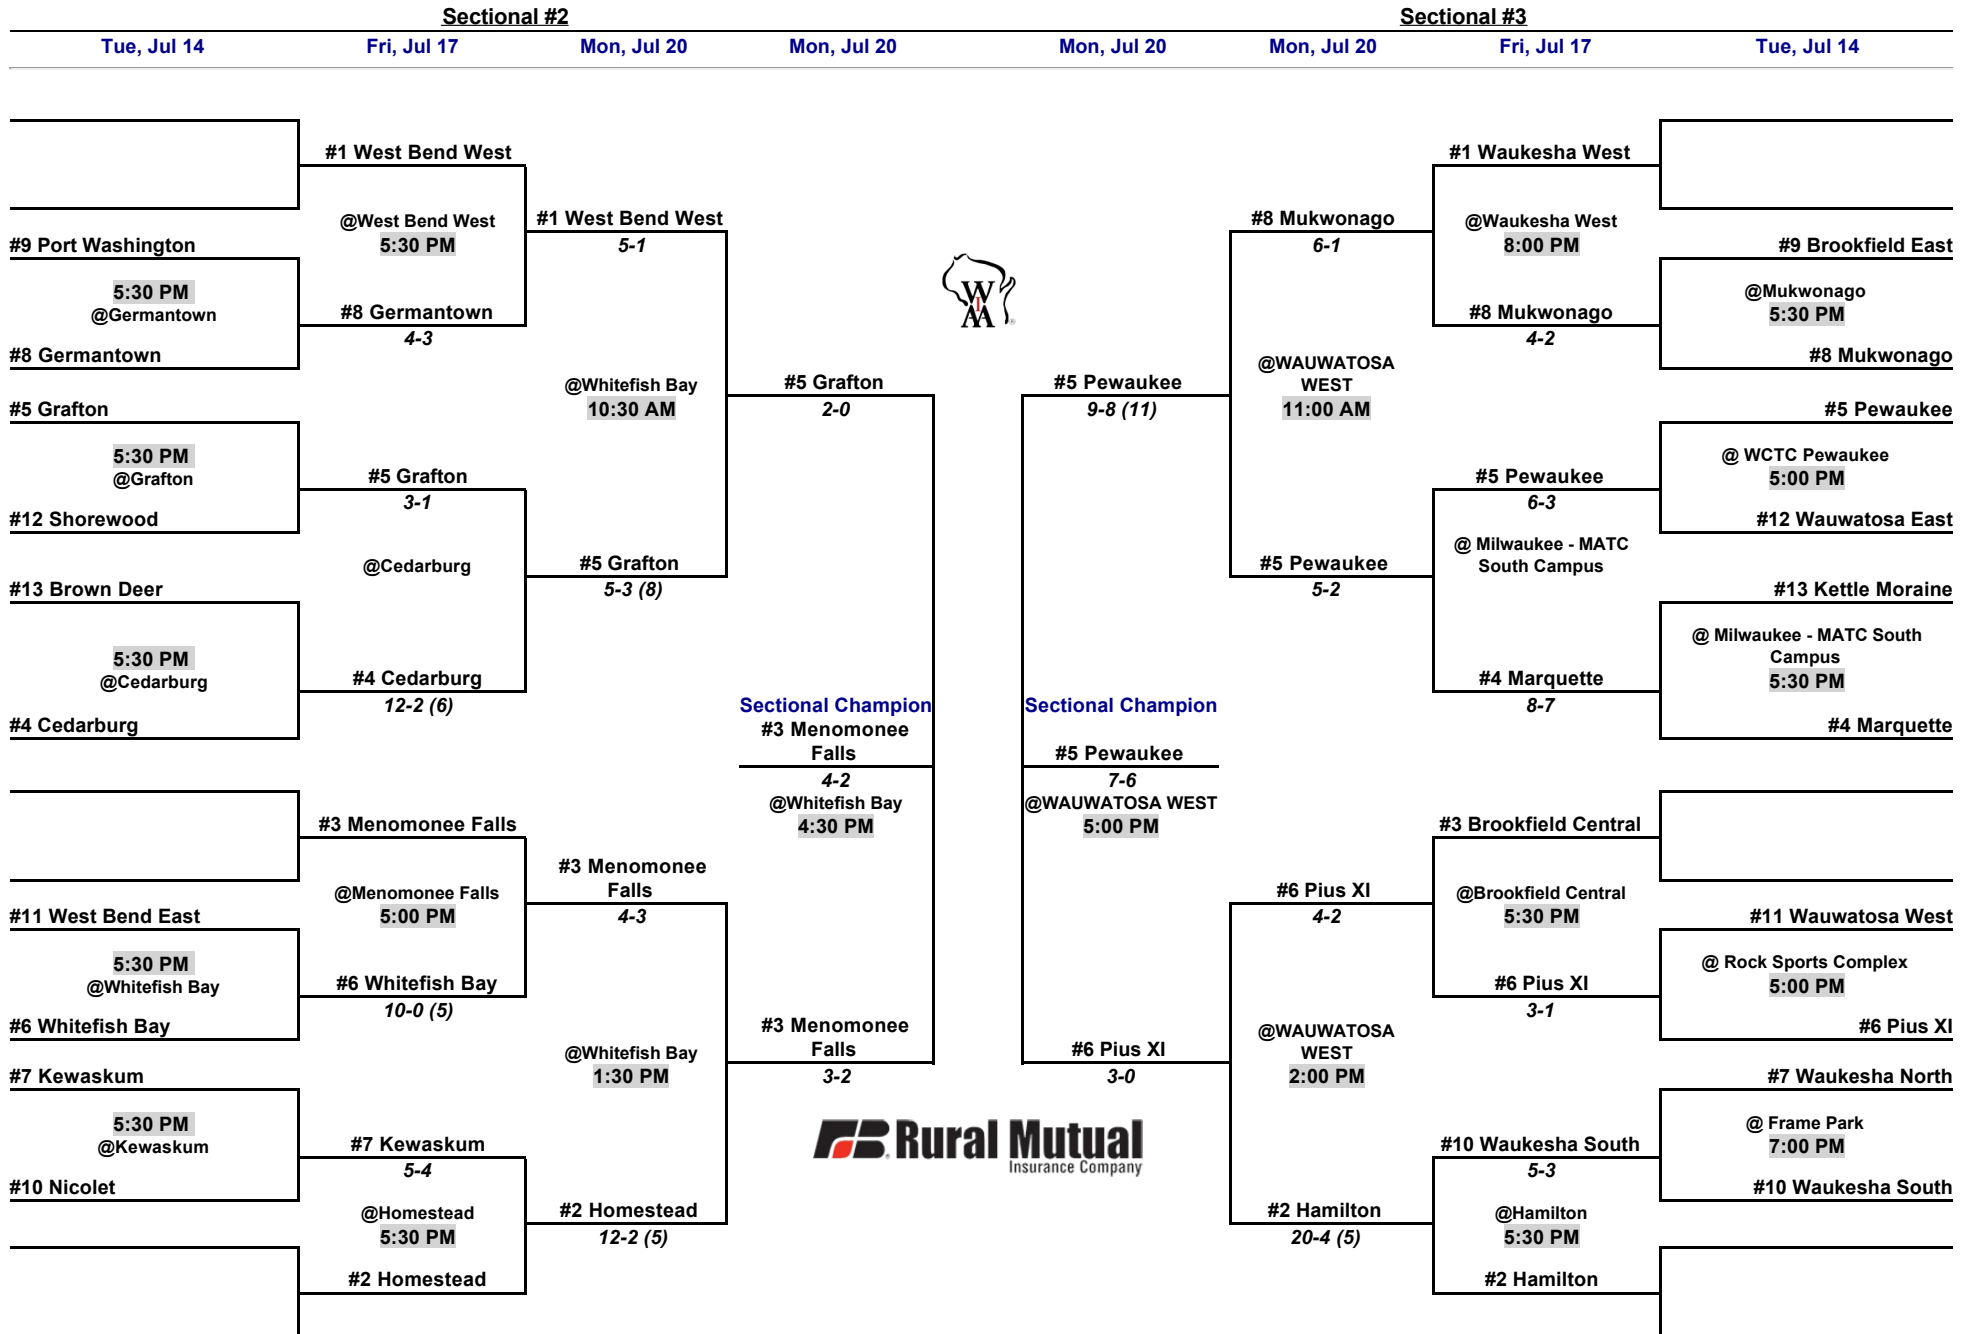 Sectional #2
Sectional #3
Tue, Jul 14
Fri, Jul 17
Mon, Jul 20
Mon, Jul 20
Mon, Jul 20
Mon, Jul 20
Fri, Jul 17
Tue, Jul 14
#9 Port Washington
5:30 PM
@Germantown
#8 Germantown
#5 Grafton
5:30 PM
@Grafton
#12 Shorewood
#13 Brown Deer
5:30 PM
@Cedarburg
#4 Cedarburg
#11 West Bend East
5:30 PM
@Whitefish Bay
#6 Whitefish Bay
#7 Kewaskum
5:30 PM
@Kewaskum
#10 Nicolet
#1 West Bend West
@West Bend West
5:30 PM
#8 Germantown
4-3
#5 Grafton
3-1
@Cedarburg
#4 Cedarburg
12-2 (6)
#3 Menomonee Falls
@Menomonee Falls
5:00 PM
#6 Whitefish Bay
10-0 (5)
#7 Kewaskum
5-4
@Homestead
5:30 PM
#2 Homestead
#1 West Bend West
5-1
@Whitefish Bay
10:30 AM
#5 Grafton
5-3 (8)
#3 Menomonee
Falls
4-3
@Whitefish Bay
1:30 PM
#2 Homestead
12-2 (5)
#5 Grafton
2-0
Sectional Champion
#3 Menomonee
Falls
4-2
@Whitefish Bay
4:30 PM
#3 Menomonee
Falls
3-2
W
I
AA
®
Rural Mutual
Insurance Company
#5 Pewaukee
9-8 (11)
Sectional Champion
#5 Pewaukee
7-6
@WAUWATOSA WEST
5:00 PM
#6 Pius XI
3-0
#8 Mukwonago
6-1
@WAUWATOSA
WEST
11:00 AM
#5 Pewaukee
5-2
#6 Pius XI
4-2
@WAUWATOSA
WEST
2:00 PM
#2 Hamilton
20-4 (5)
#1 Waukesha West
@Waukesha West
8:00 PM
#8 Mukwonago
4-2
#5 Pewaukee
6-3
@ Milwaukee - MATC
South Campus
#4 Marquette
8-7
#3 Brookfield Central
@Brookfield Central
5:30 PM
#6 Pius XI
3-1
#10 Waukesha South
5-3
@Hamilton
5:30 PM
#2 Hamilton
#9 Brookfield East
@Mukwonago
5:30 PM
#8 Mukwonago
#5 Pewaukee
@ WCTC Pewaukee
5:00 PM
#12 Wauwatosa East
#13 Kettle Moraine
@ Milwaukee - MATC South
Campus
5:30 PM
#4 Marquette
#11 Wauwatosa West
@ Rock Sports Complex
5:00 PM
#6 Pius XI
#7 Waukesha North
@ Frame Park
7:00 PM
#10 Waukesha South